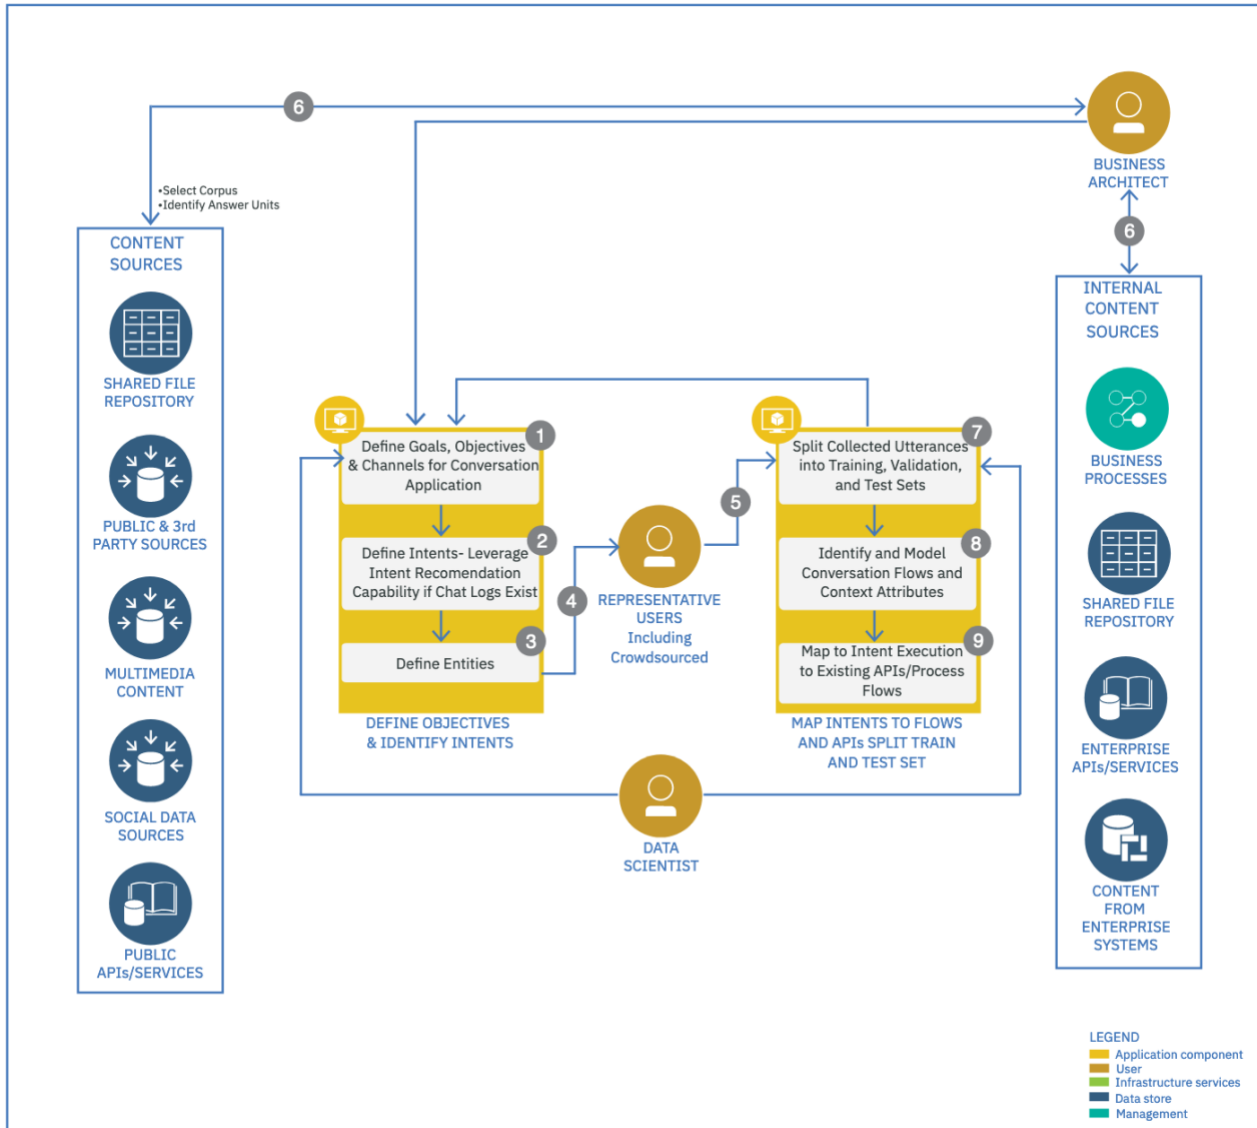 6
BUSINESS
ARCHITECT
•Select Corpus
•Identify Answer Units
6
CONTENT
SOURCES
SHARED FILE
REPOSITORY
PUBLIC & 3rd
PARTY SOURCES
MULTIMEDIA
CONTENT
SOCIAL DATA
SOURCES
PUBLIC
APIs/SERVICES
1
Define Goals, Objectives
& Channels for Conversation
Application
2
Define Intents- Leverage
Intent Recomendation
Capability if Chat Logs Exist
3
Define Entities
DEFINE OBJECTIVES
& IDENTIFY INTENTS
4
REPRESENTATIVE
USERS
Including
Crowdsourced
5
7
Split Collected Utterances
into Training, Validation,
and Test Sets
8
Identify and Model
Conversation Flows and
Context Attributes
9
Map to Intent Execution
to Existing APIs/Process
Flows
MAP INTENTS TO FLOWS
AND APIs SPLIT TRAIN
AND TEST SET
DATA
SCIENTIST
INTERNAL
CONTENT
SOURCES
BUSINESS
PROCESSES
SHARED FILE
REPOSITORY
ENTERPRISE
APIs/SERVICES
CONTENT
FROM
ENTERPRISE
SYSTEMS
LEGEND
Application component
User
Infrastructure services
Data store
Management